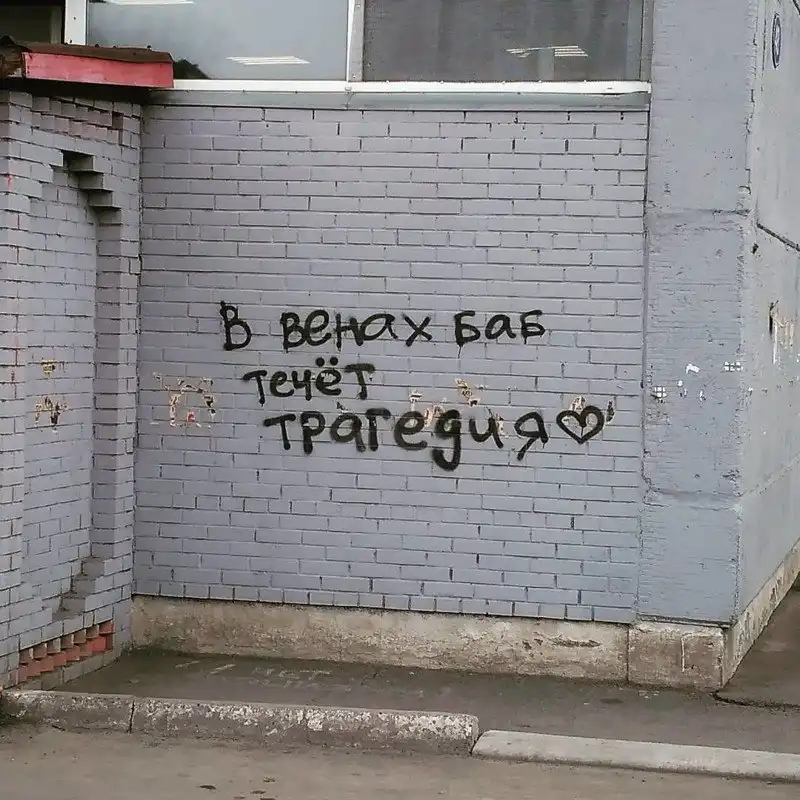 В венах баб
течёт
трагедия♡